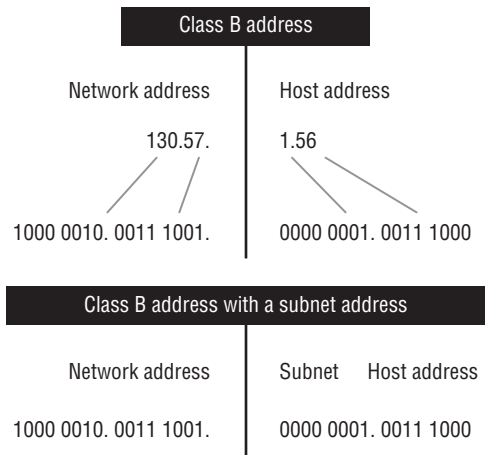 Class B address
Network address Host address
130.57. 1.56
1000 0010. 0011 1001. 0000 0001. 0011 1000
Class B address with a subnet address
Network address Subnet Host address
1000 0010. 0011 1001. 0000 0001. 0011 1000